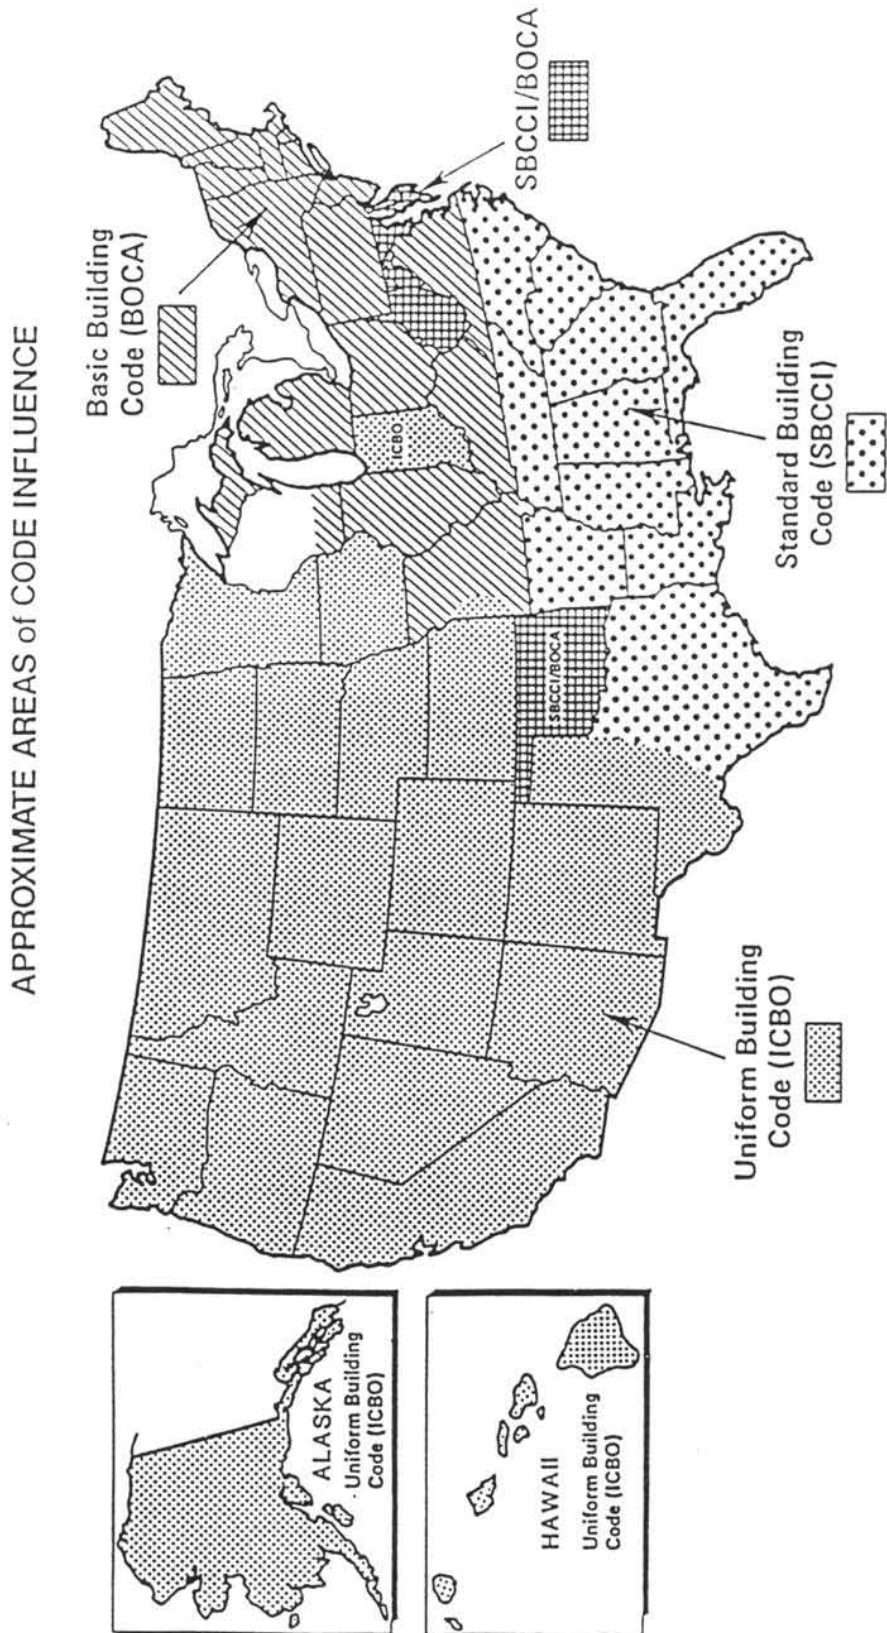 APPROXIMATE AREAS of CODE INFLUENCE
ALASKA
Uniform Building
Code (ICBO)
HAWAII
Uniform Building
Code (ICBO)
Uniform Building
Code (ICBO)
SBCCI/BOCA
ICBO
Basic Building
Code (BOCA)
Standard Building
Code (SBCCI)
SBCCI/BOCA